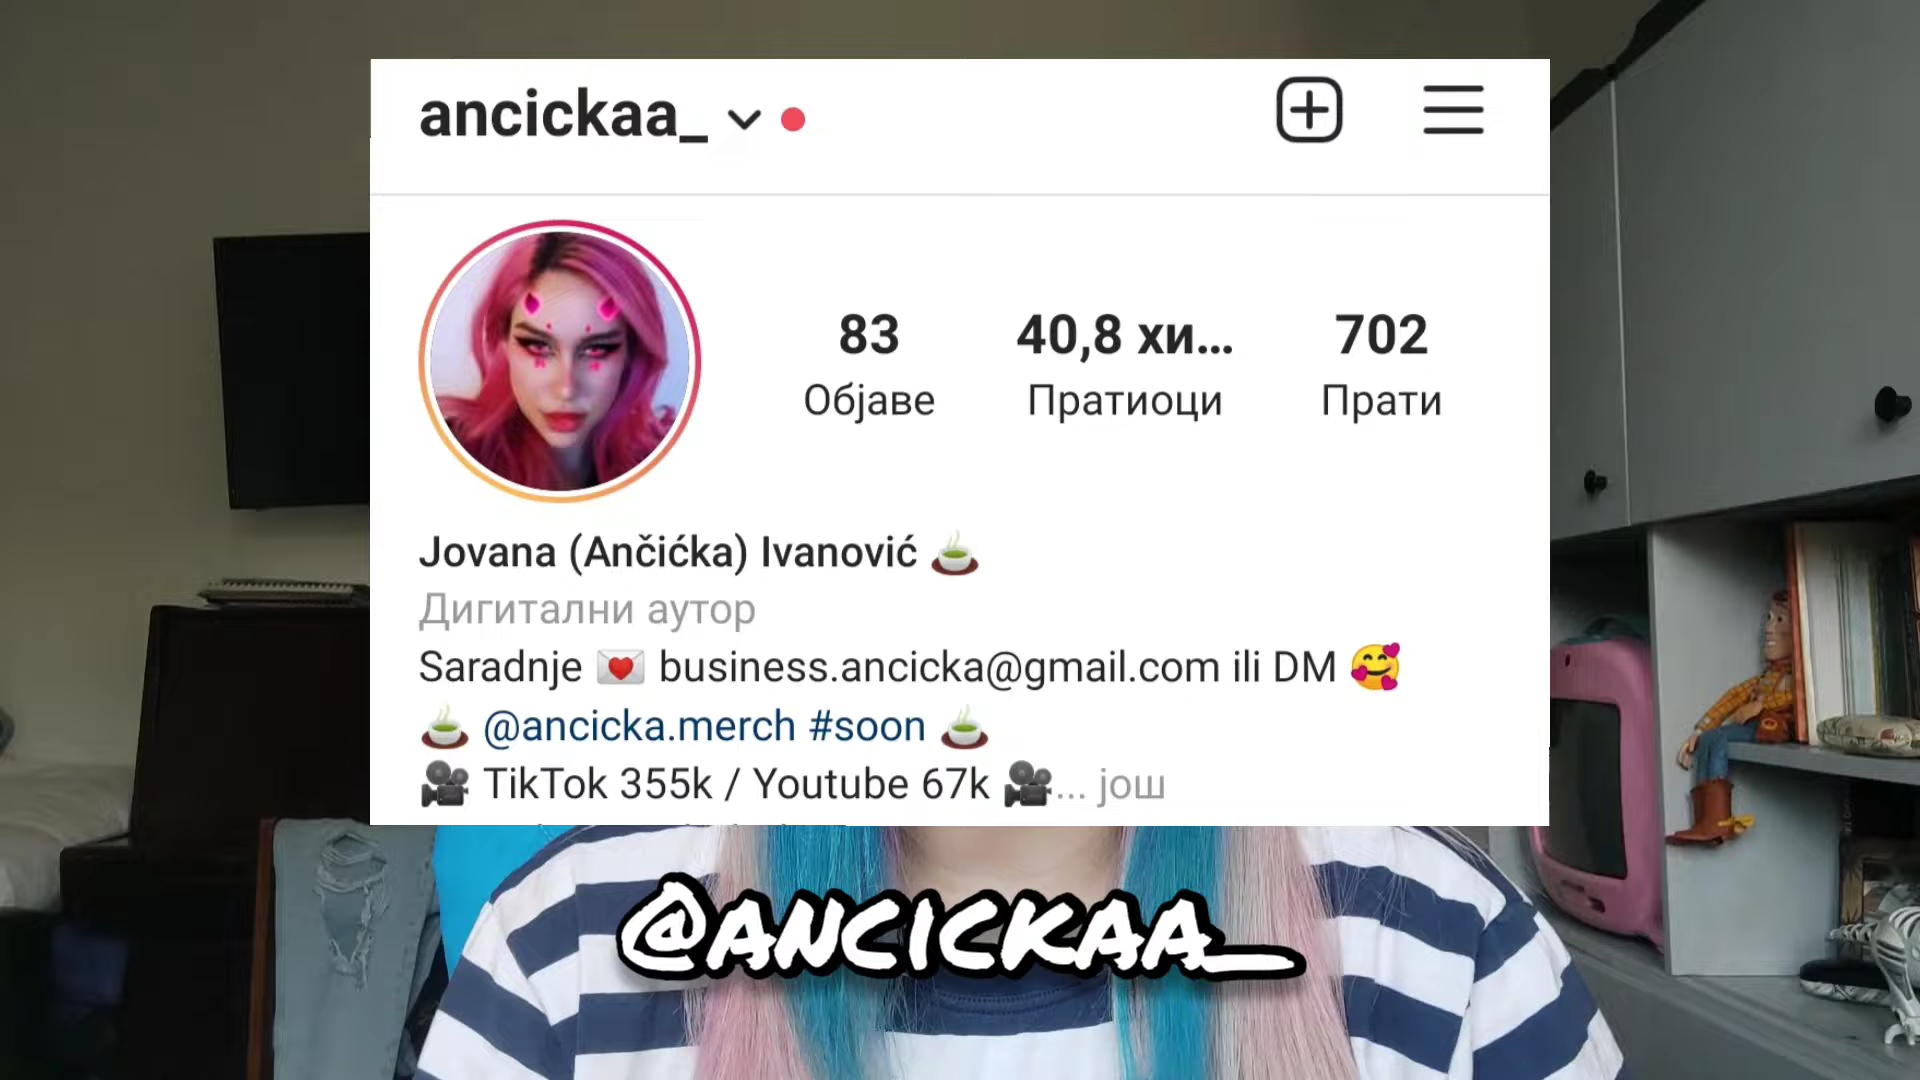 ancickaa_
83 40,8 хи... 702
Објаве Пратиоци Прати
Jovana (Ančićka) Ivanović 🍵
Дигитални аутор
Saradnje 💌 business.ancicka@gmail.com ili DM 🥰
🍵 @ancicka.merch #soon 🍵
🎥 TikTok 355k / Youtube 67k 🎥... још
@ANCICKAA_